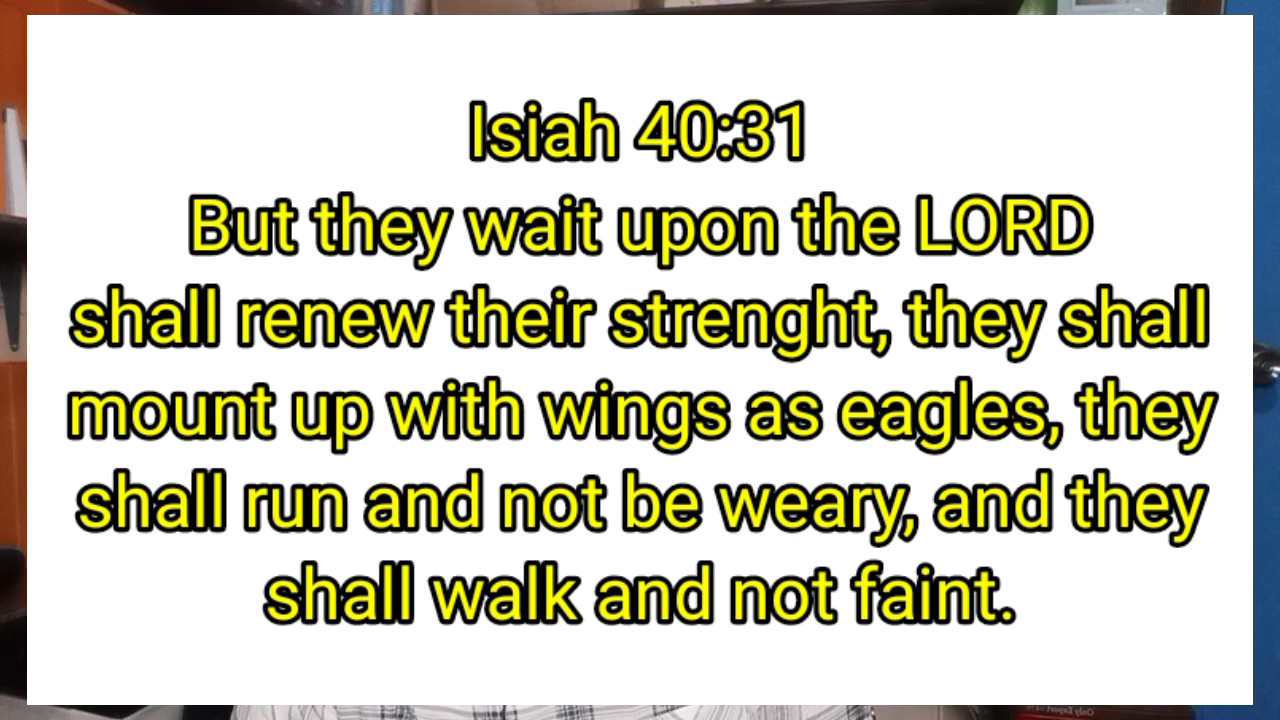 Isiah 40:31
But they wait upon the LORD
shall renew their strenght, they shall
mount up with wings as eagles, they
shall run and not be weary, and they
shall walk and not faint.